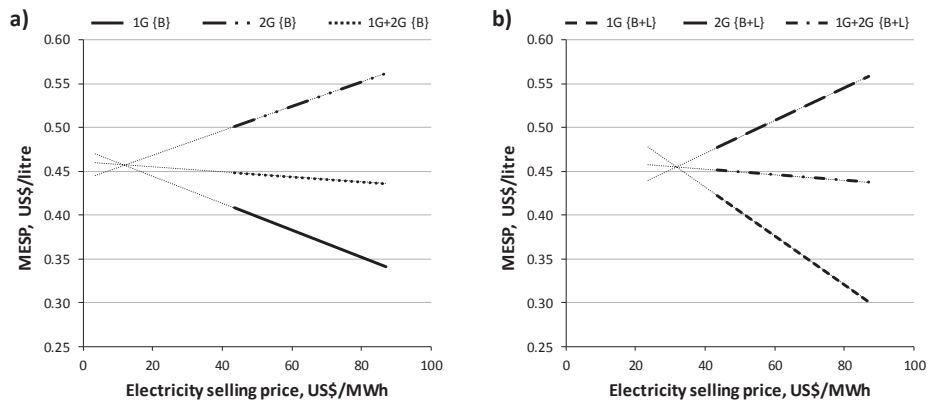 a)
1G {B} 2G {B} 1G+2G {B}
0.60
0.55
0.50
0.45
0.40
0.35
0.30
0.25
MESP, US$/litre
0 20 40 60 80 100
Electricity selling price, US$/MWh
b)
1G {B+L} 2G {B+L} 1G+2G {B+L}
0.60
0.55
0.50
0.45
0.40
0.35
0.30
0.25
MESP, US$/litre
0 20 40 60 80 100
Electricity selling price, US$/MWh